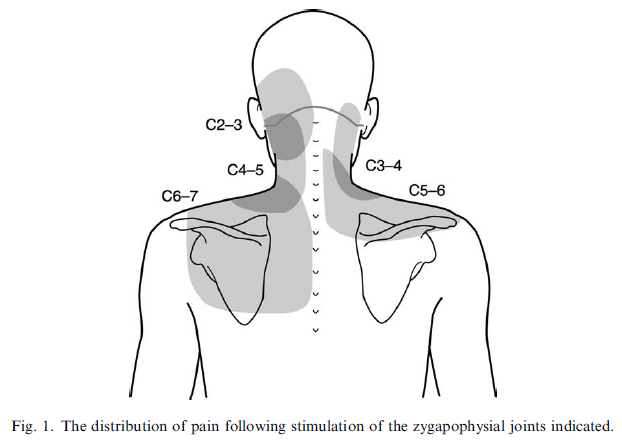 C2–3
C4–5
C3–4
C6–7
C5–6
Fig. 1. The distribution of pain following stimulation of the zygapophysial joints indicated.